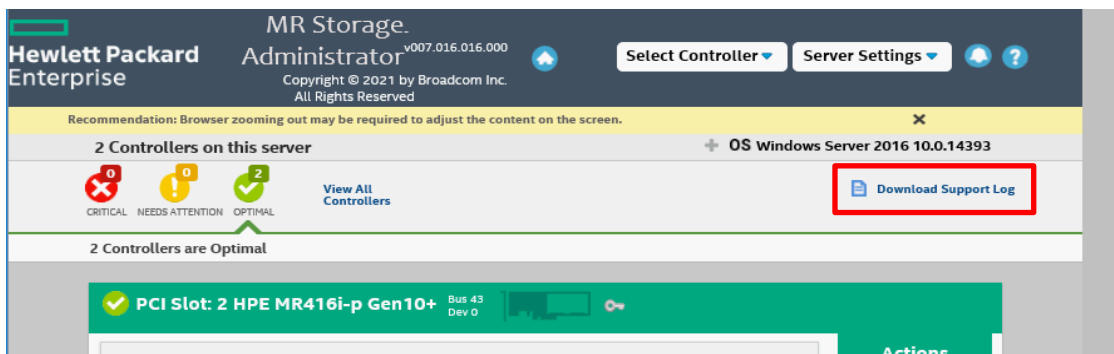 Hewlett Packard
Enterprise
MR Storage.
Administrator v007.016.016.000
Copyright © 2021 by Broadcom Inc.
All Rights Reserved
Select Controller
Server Settings
?
Recommendation: Browser zooming out may be required to adjust the content on the screen.
2 Controllers on this server
OS Windows Server 2016 10.0.14393
0
0
2
CRITICAL
NEEDS ATTENTION
OPTIMAL
View All
Controllers
Download Support Log
2 Controllers are Optimal
PCI Slot: 2 HPE MR416i-p Gen10+
Bus 43
Dev 0
Actions